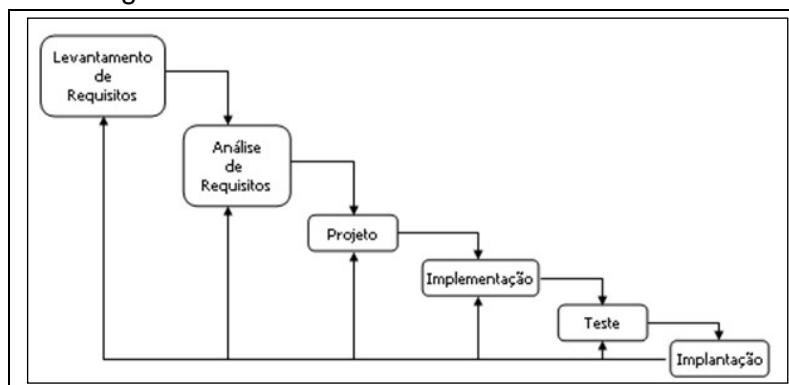 Levantamento
de
Requisitos
Análise
de
Requisitos
Projeto
Implementação
Teste
Implantação